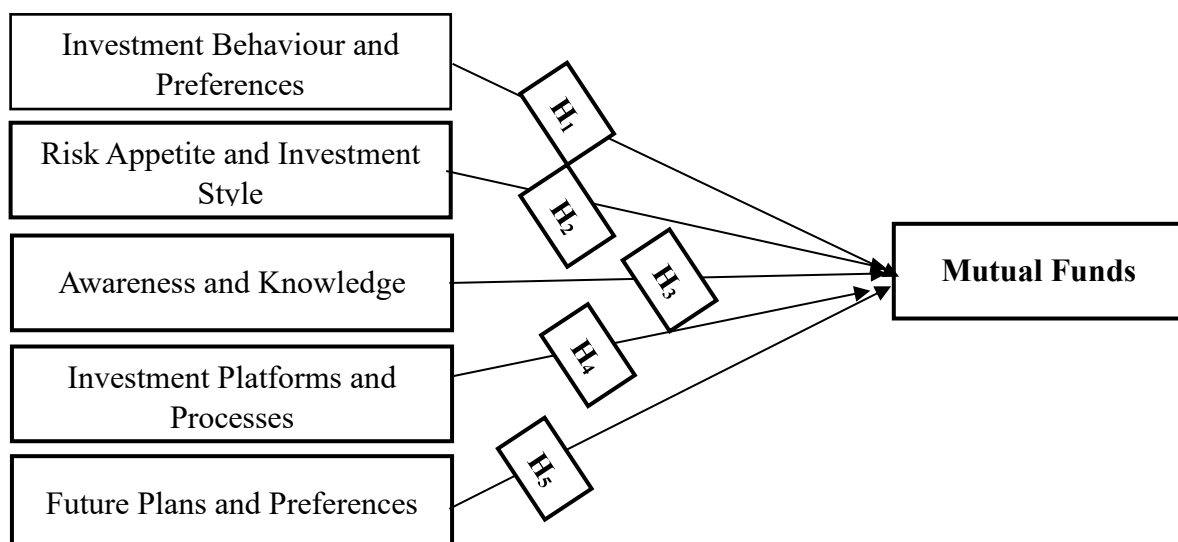 Investment Behaviour and
Preferences
H₁
Risk Appetite and Investment
Style
H₂
Awareness and Knowledge
H₃
Mutual Funds
Investment Platforms and
Processes
H₄
Future Plans and Preferences
H₅